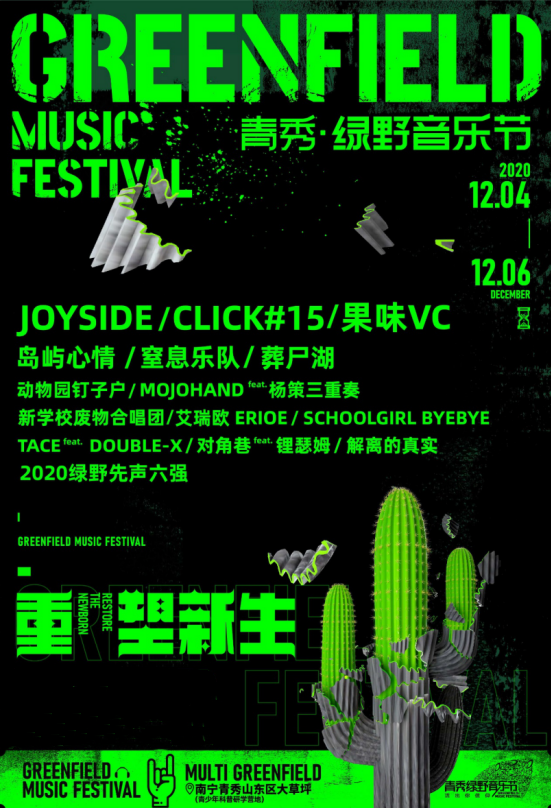 GREENFIELD
MUSIC
FESTIVAL
青秀·绿野音乐节
2020
12.04
12.06
DECEMBER
JOYSIDE/CLICK#15/果味VC
岛屿心情/窒息乐队/葬尸湖
动物园钉子户/MOJOHAND feat.杨策三重奏
新学校废物合唱团/艾瑞欧 ERIOE/SCHOOLGIRL BYEBYE
TACE feat. DOUBLE-X/对角巷 feat. 锂瑟姆/解离的真实
2020绿野先声六强
GREENFIELD MUSIC FESTIVAL
重塑新生
RESTORE
THE
NEWBORN
GREENFIELD
FESTIVAL
GREENFIELD
MUSIC FESTIVAL
MULTI GREENFIELD
南宁青秀山东区大草坪
(青少年科普研学营地)
青秀绿野音乐节